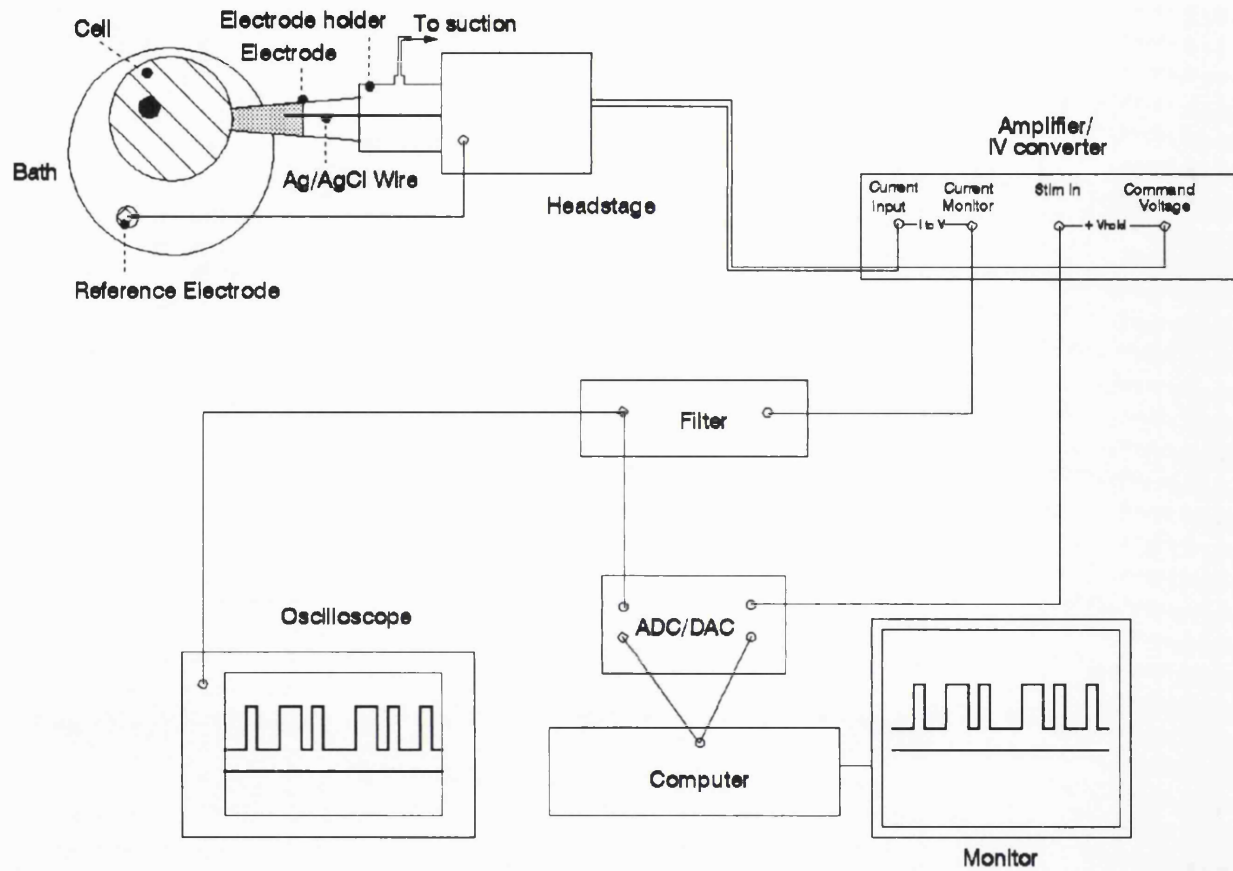 Cell
Electrode holder
To suction
Electrode
Bath
Ag/AgCl Wire
Headstage
Reference Electrode
Amplifier/
IV converter
Current
Input
Current
Monitor
Stim In
Command
Voltage
I to V
+ Vhold
Filter
ADC/DAC
Oscilloscope
Computer
Monitor